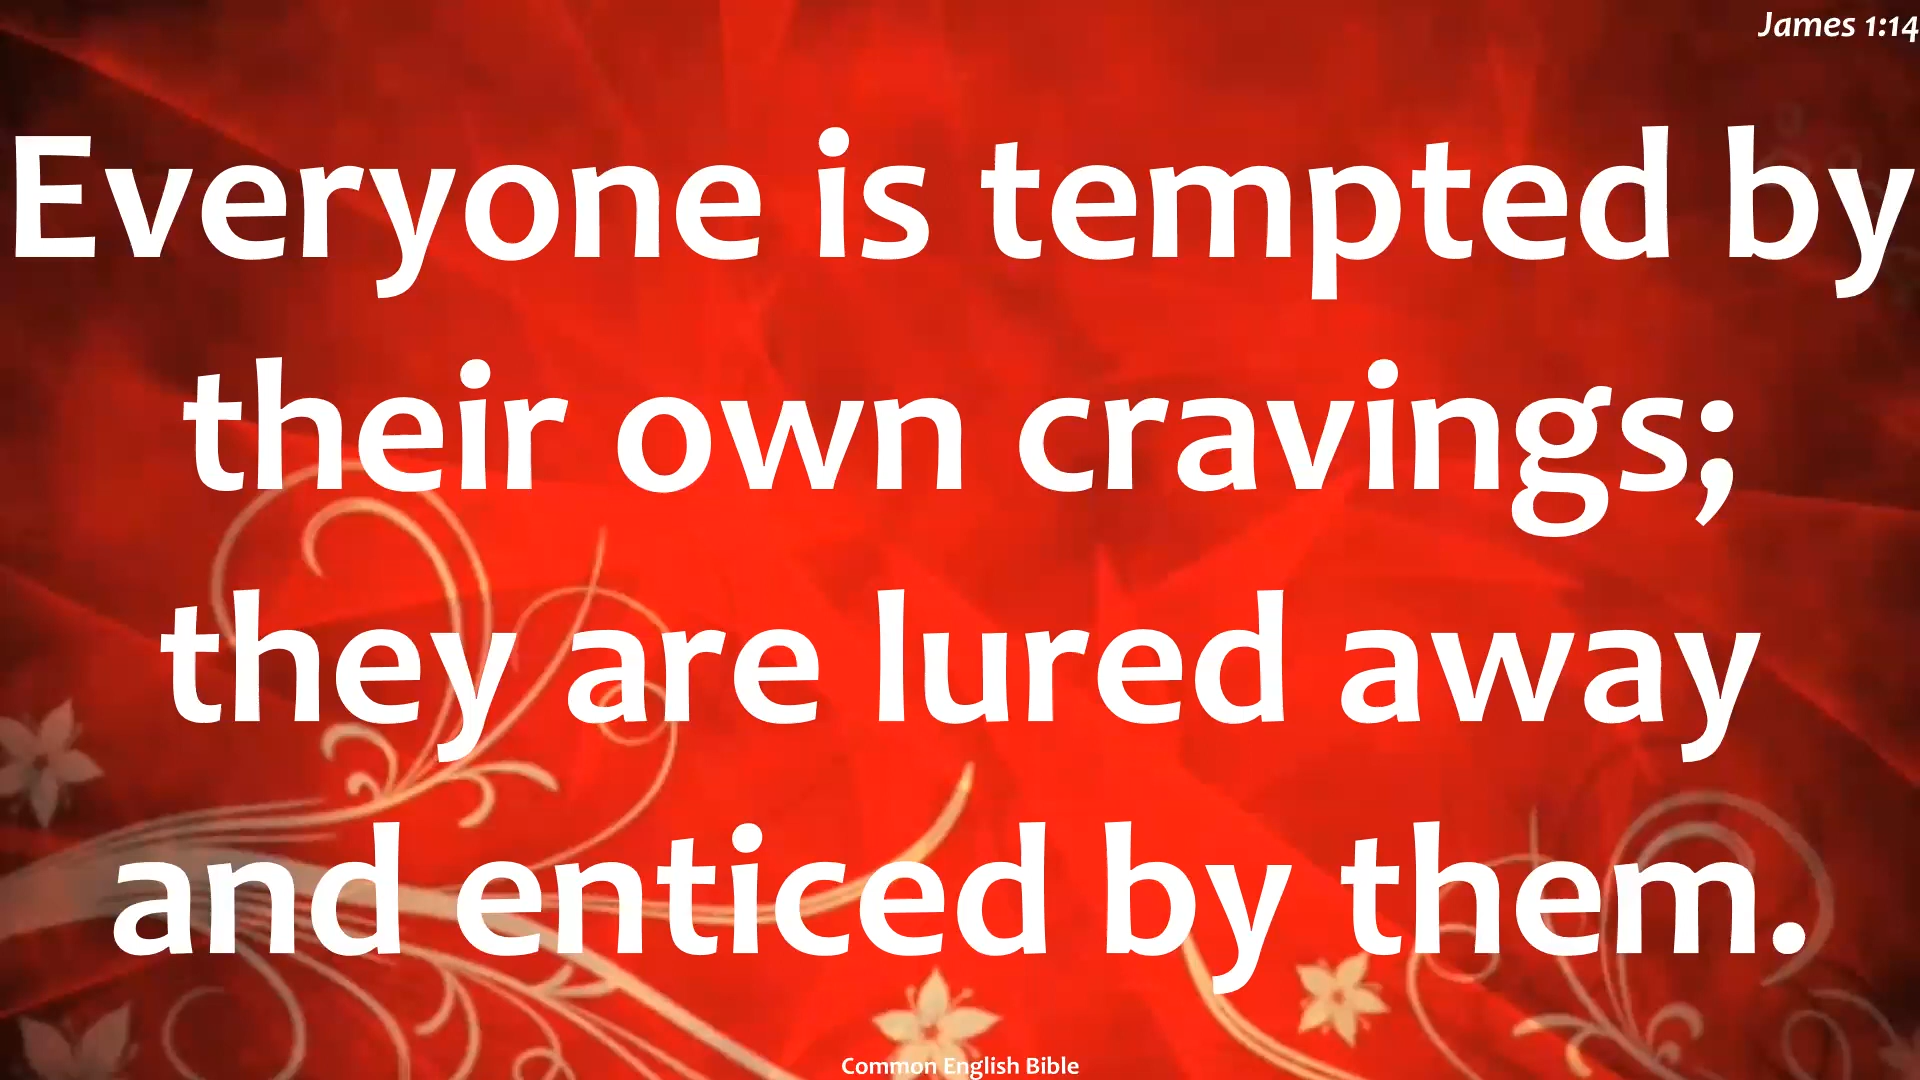 James 1:14
Everyone is tempted by
their own cravings;
they are lured away
and enticed by them.
Common English Bible